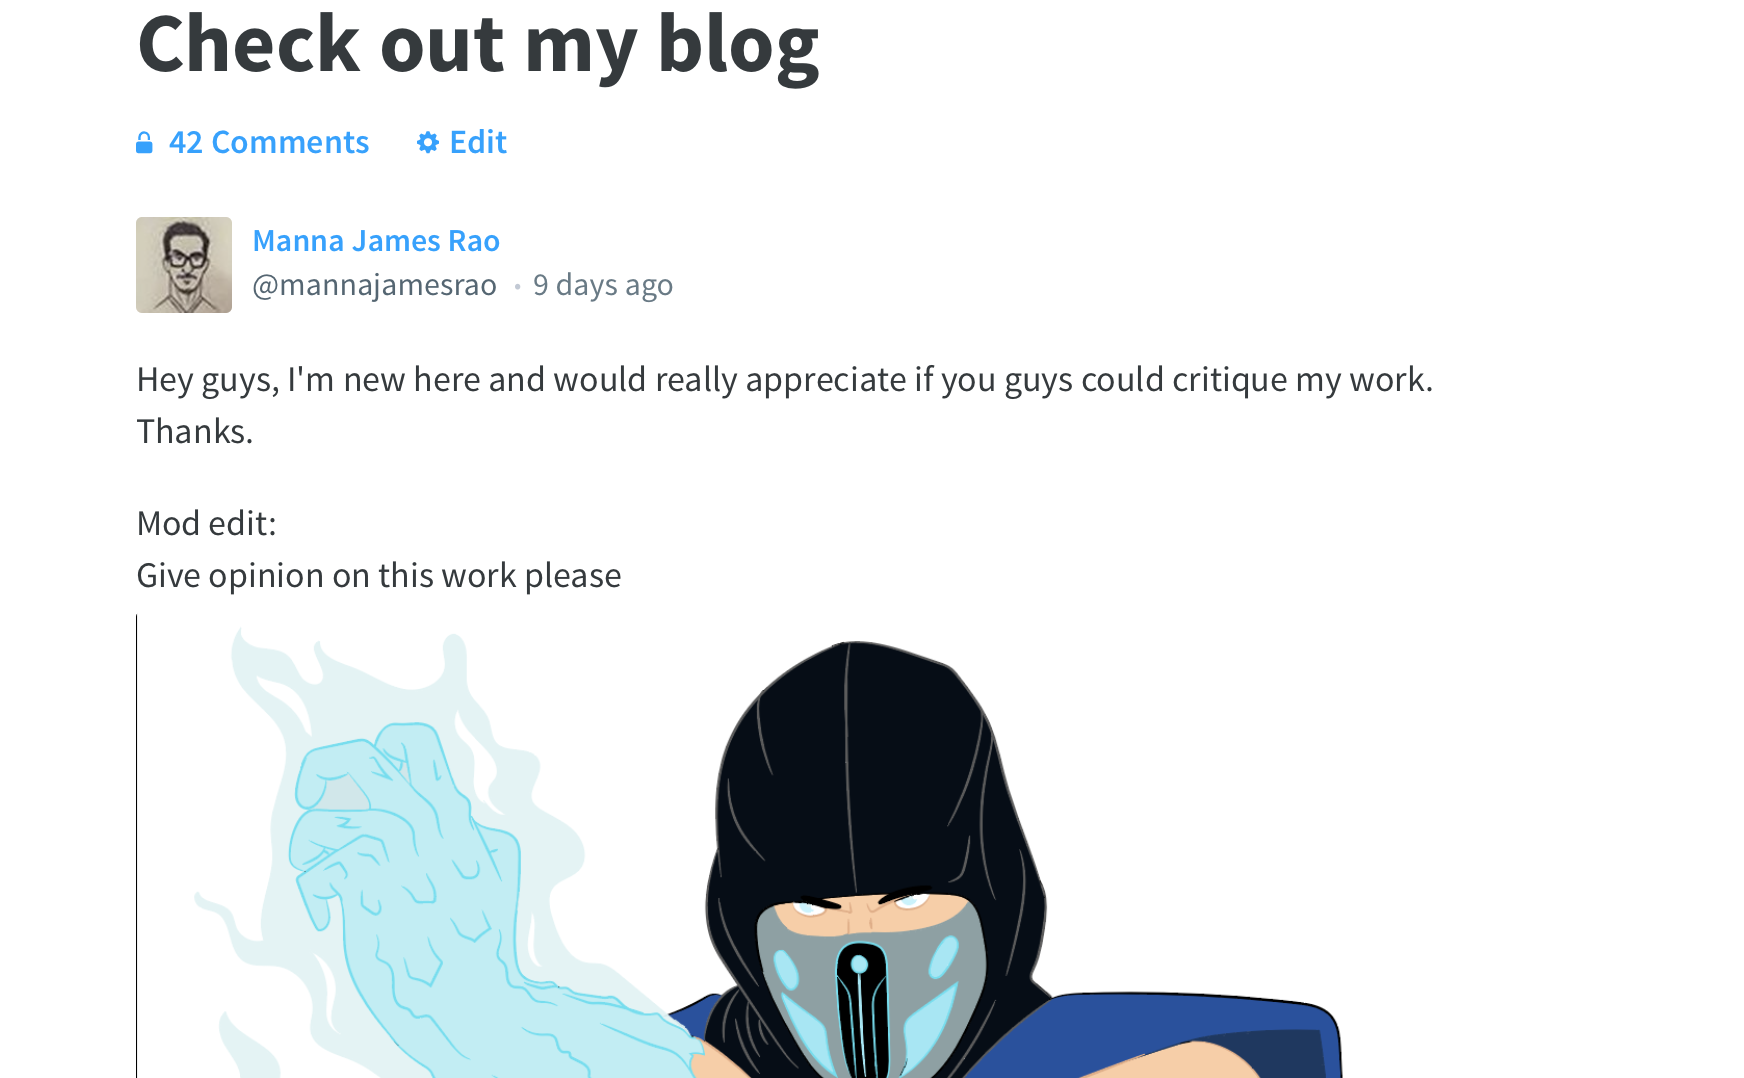 Check out my blog
42 Comments Edit
Manna James Rao
@mannajamesrao • 9 days ago
Hey guys, I'm new here and would really appreciate if you guys could critique my work.
Thanks.
Mod edit:
Give opinion on this work please